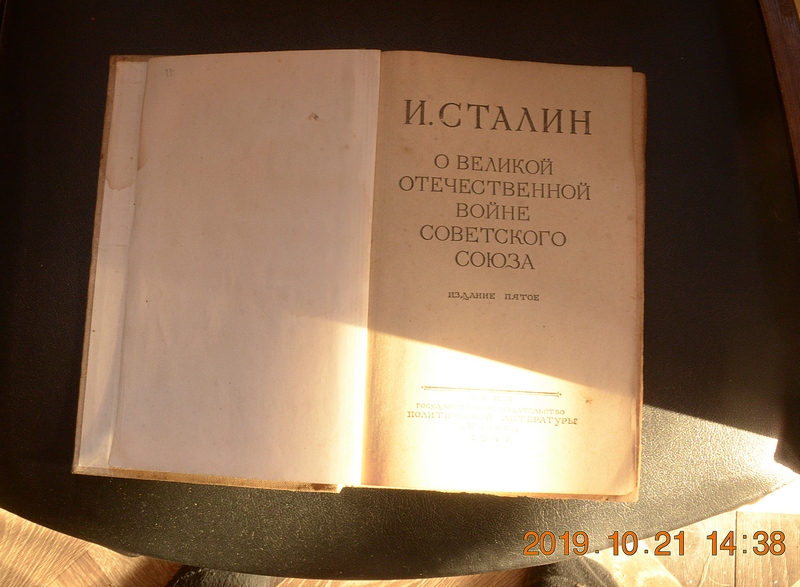 И. СТАЛИН
О ВЕЛИКОЙ
ОТЕЧЕСТВЕННОЙ
ВОЙНЕ
СОВЕТСКОГО
СОЮЗА
ИЗДАНИЕ ПЯТОЕ
ПОЛИТИЧЕСКОЙ ЛИТЕРАТУРЫ
2019.10.21 14:38